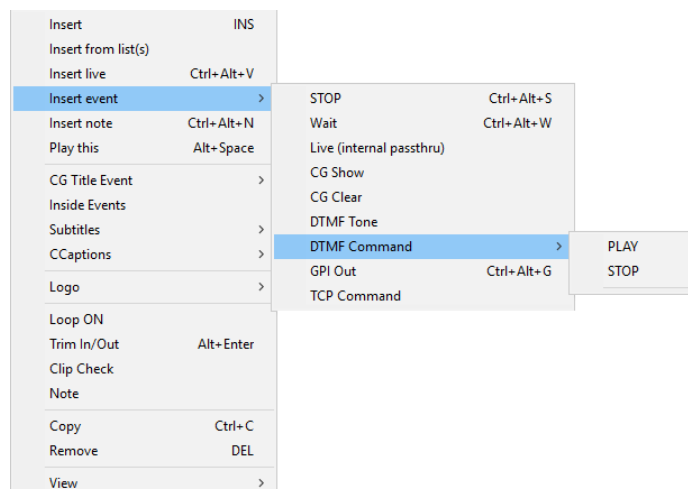 Insert INS
Insert from list(s)
Insert live Ctrl+Alt+V
Insert event >
Insert note Ctrl+Alt+N
Play this Alt+Space
CG Title Event >
Inside Events
Subtitles >
CCaptions >
Logo >
Loop ON
Trim In/Out Alt+Enter
Clip Check
Note
Copy Ctrl+C
Remove DEL
View >
STOP Ctrl+Alt+S
Wait Ctrl+Alt+W
Live (internal passthru)
CG Show
CG Clear
DTMF Tone
DTMF Command >
GPI Out Ctrl+Alt+G
TCP Command
PLAY
STOP